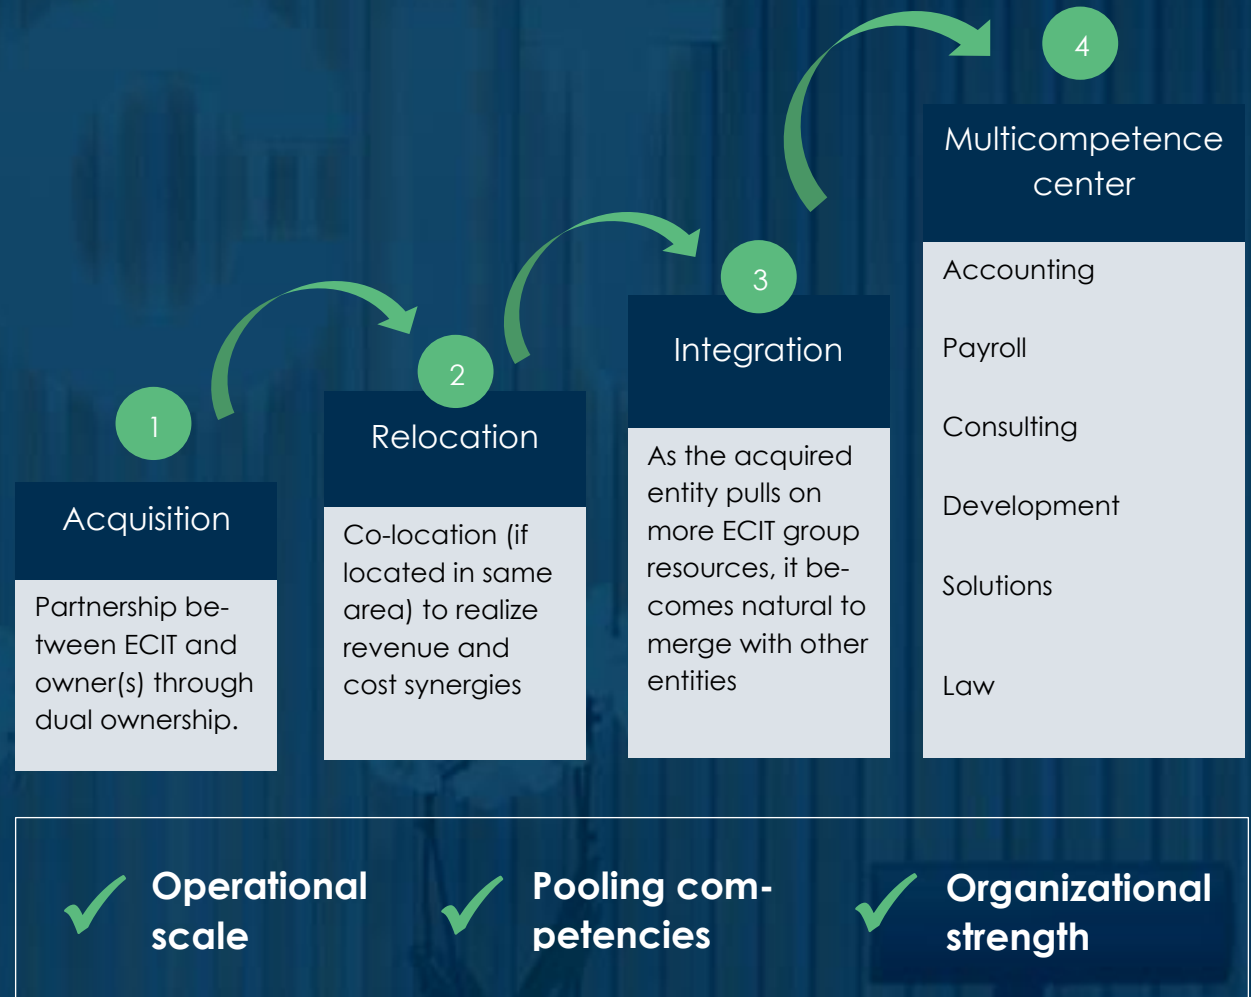 1
Acquisition
Partnership be-
tween ECIT and
owner(s) through
dual ownership.
2
Relocation
Co-location (if
located in same
area) to realize
revenue and
cost synergies
3
Integration
As the acquired
entity pulls on
more ECIT group
resources, it be-
comes natural to
merge with other
entities
4
Multicompetence
center
Accounting
Payroll
Consulting
Development
Solutions
Law
Operational
scale
Pooling com-
petencies
Organizational
strength